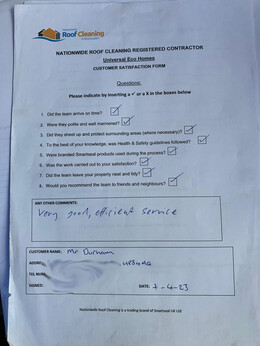 Nationwide
Roof Cleaning
NATIONWIDE ROOF CLEANING REGISTERED CONTRACTOR
Universal Eco Homes
CUSTOMER SATISFACTION FORM
Questions:
Please indicate by inserting a ✓ or a X in the boxes below
1. Did the team arrive on time? ✓
2. Were they polite and well mannered? ✓
3. Did they sheet up and protect surrounding areas (where necessary)? ✓
4. To the best of your knowledge, was Health & Safety guidelines followed? ✓
5. Were branded Smartseal products used during the process? ✓
6. Was the work carried out to your satisfaction? ✓
7. Did the team leave your property neat and tidy? ✓
8. Would you recommend the team to friends and neighbours? ✓
ANY OTHER COMMENTS:
Very good, efficient service
CUSTOMER NAME: Mr Durham
TEL
SIGNED: DATE: 7-4-23
Nationwide Roof Cleaning is a trading brand of Smartseal UK Ltd